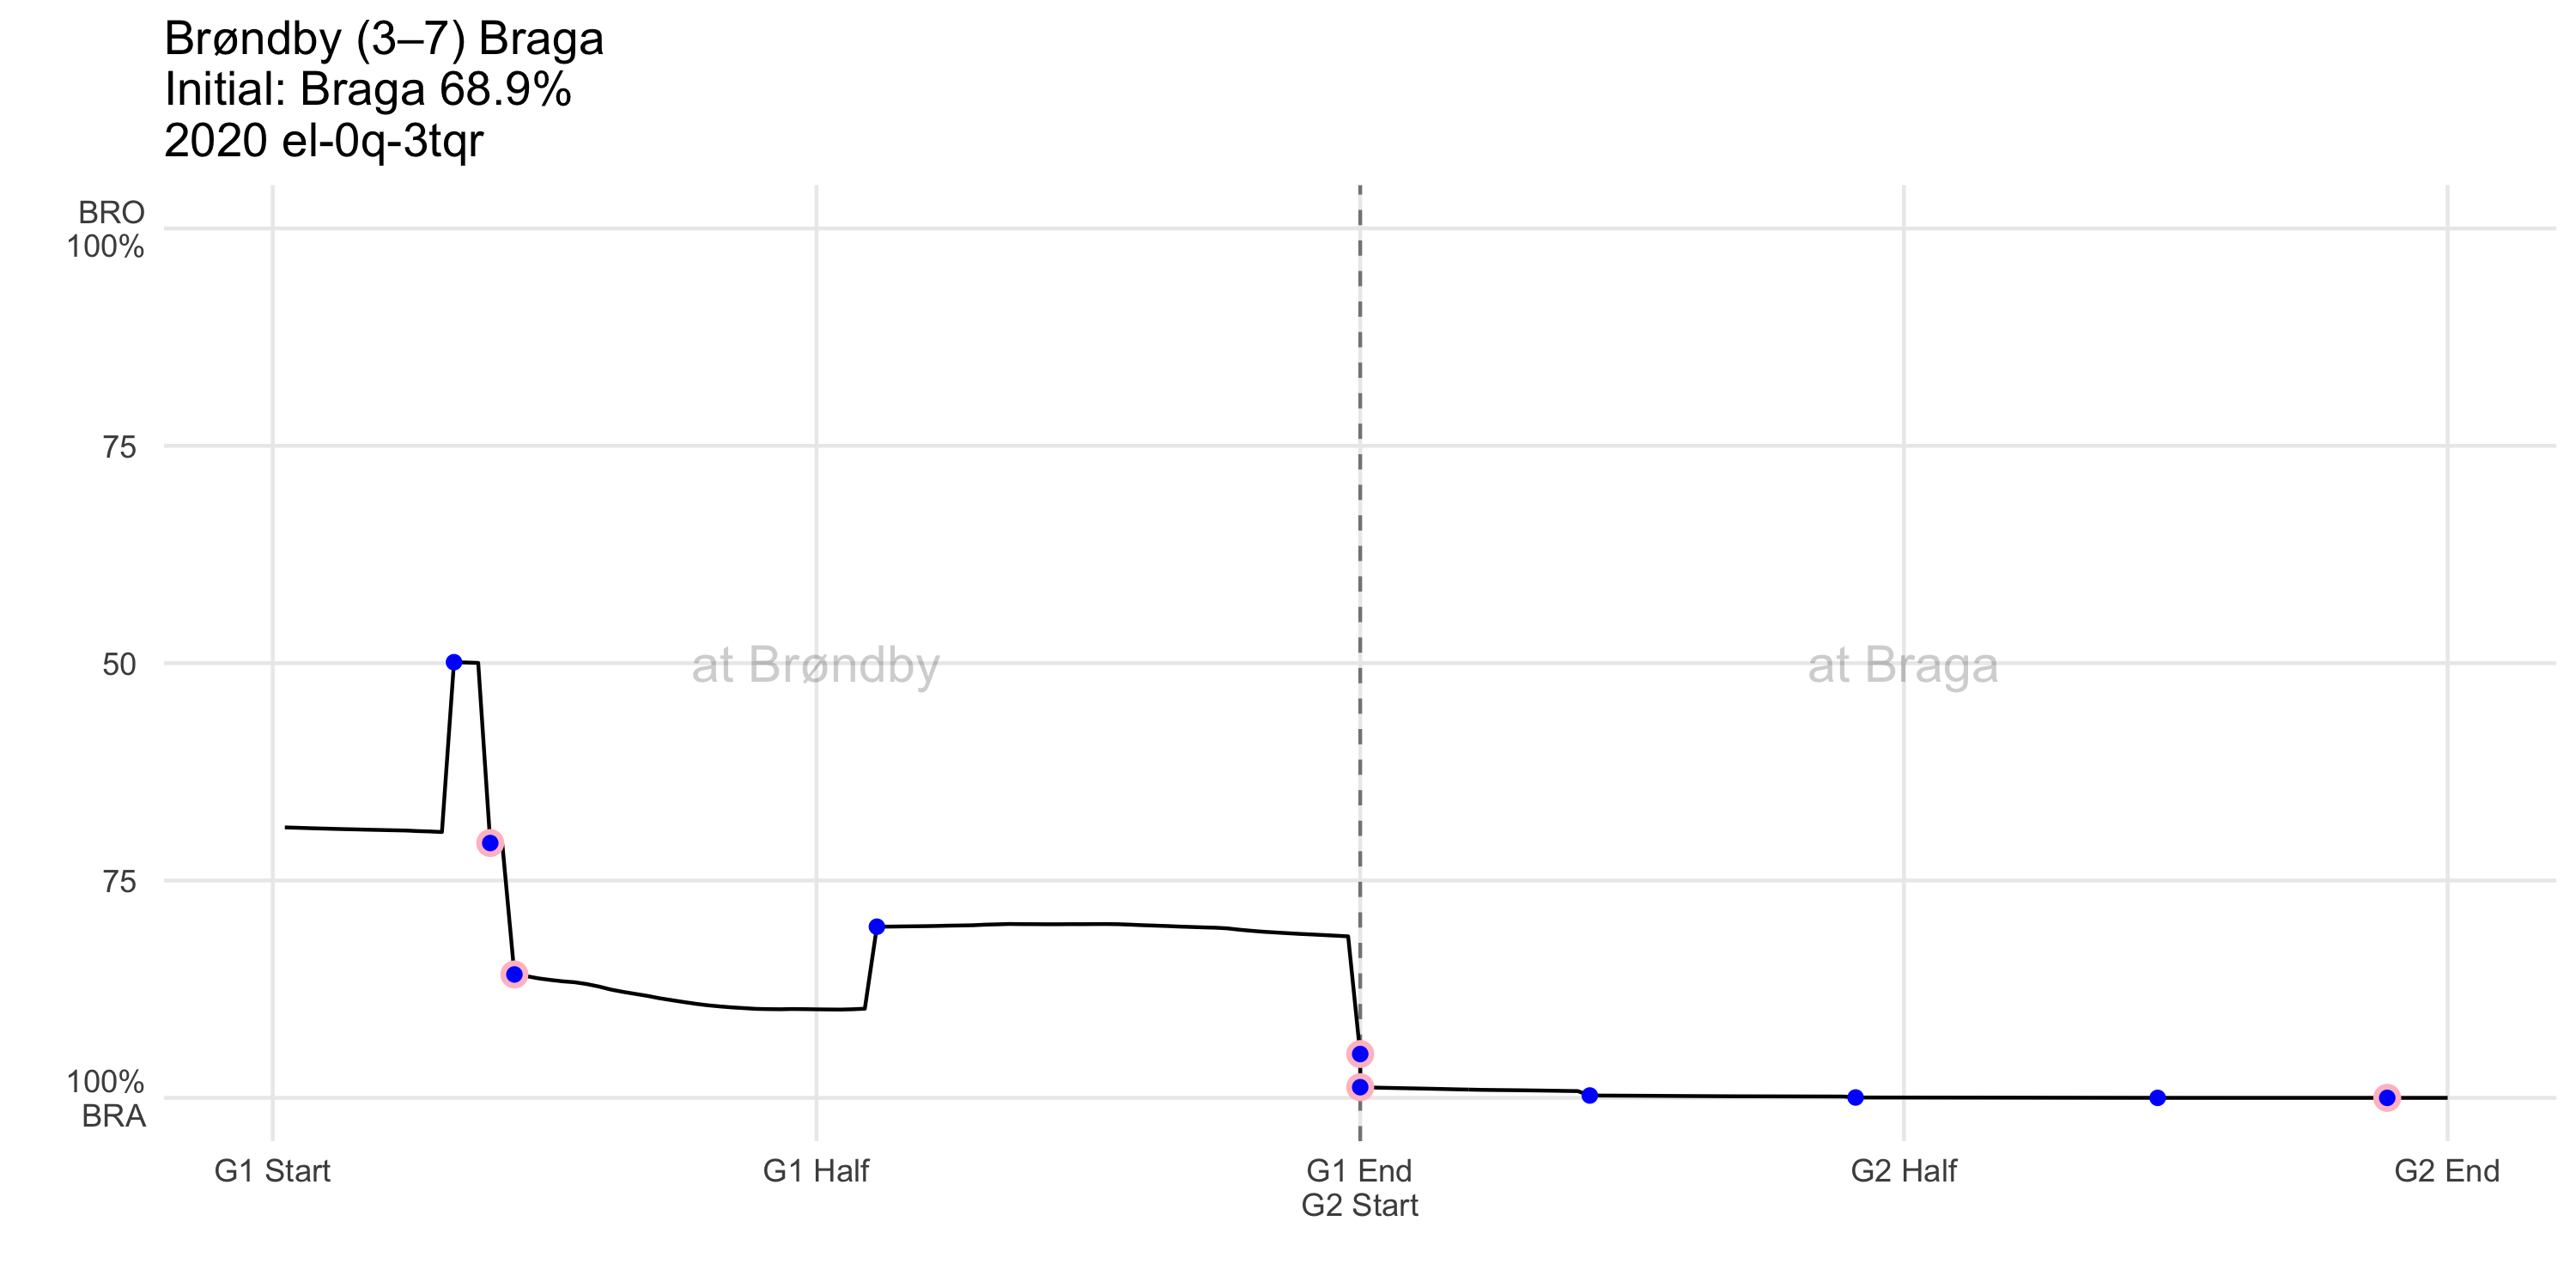 Brøndby (3–7) Braga
Initial: Braga 68.9%
2020 el-0q-3tqr
BRO
100%
75
50
75
100%
BRA
at Brøndby
at Braga
G1 Start
G1 Half
G1 End
G2 Start
G2 Half
G2 End